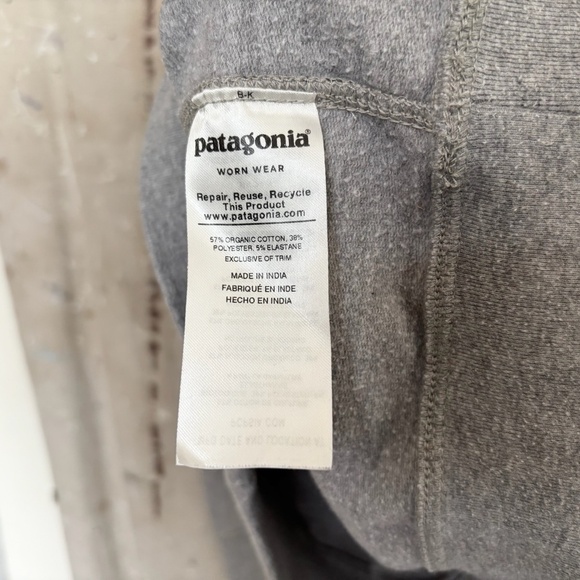 B-K
patagonia®
WORN WEAR
Repair, Reuse, Recycle
This Product
www.patagonia.com
57% ORGANIC COTTON, 38%
POLYESTER, 5% ELASTANE
EXCLUSIVE OF TRIM
MADE IN INDIA
FABRIQUÉ EN INDE
HECHO EN INDIA